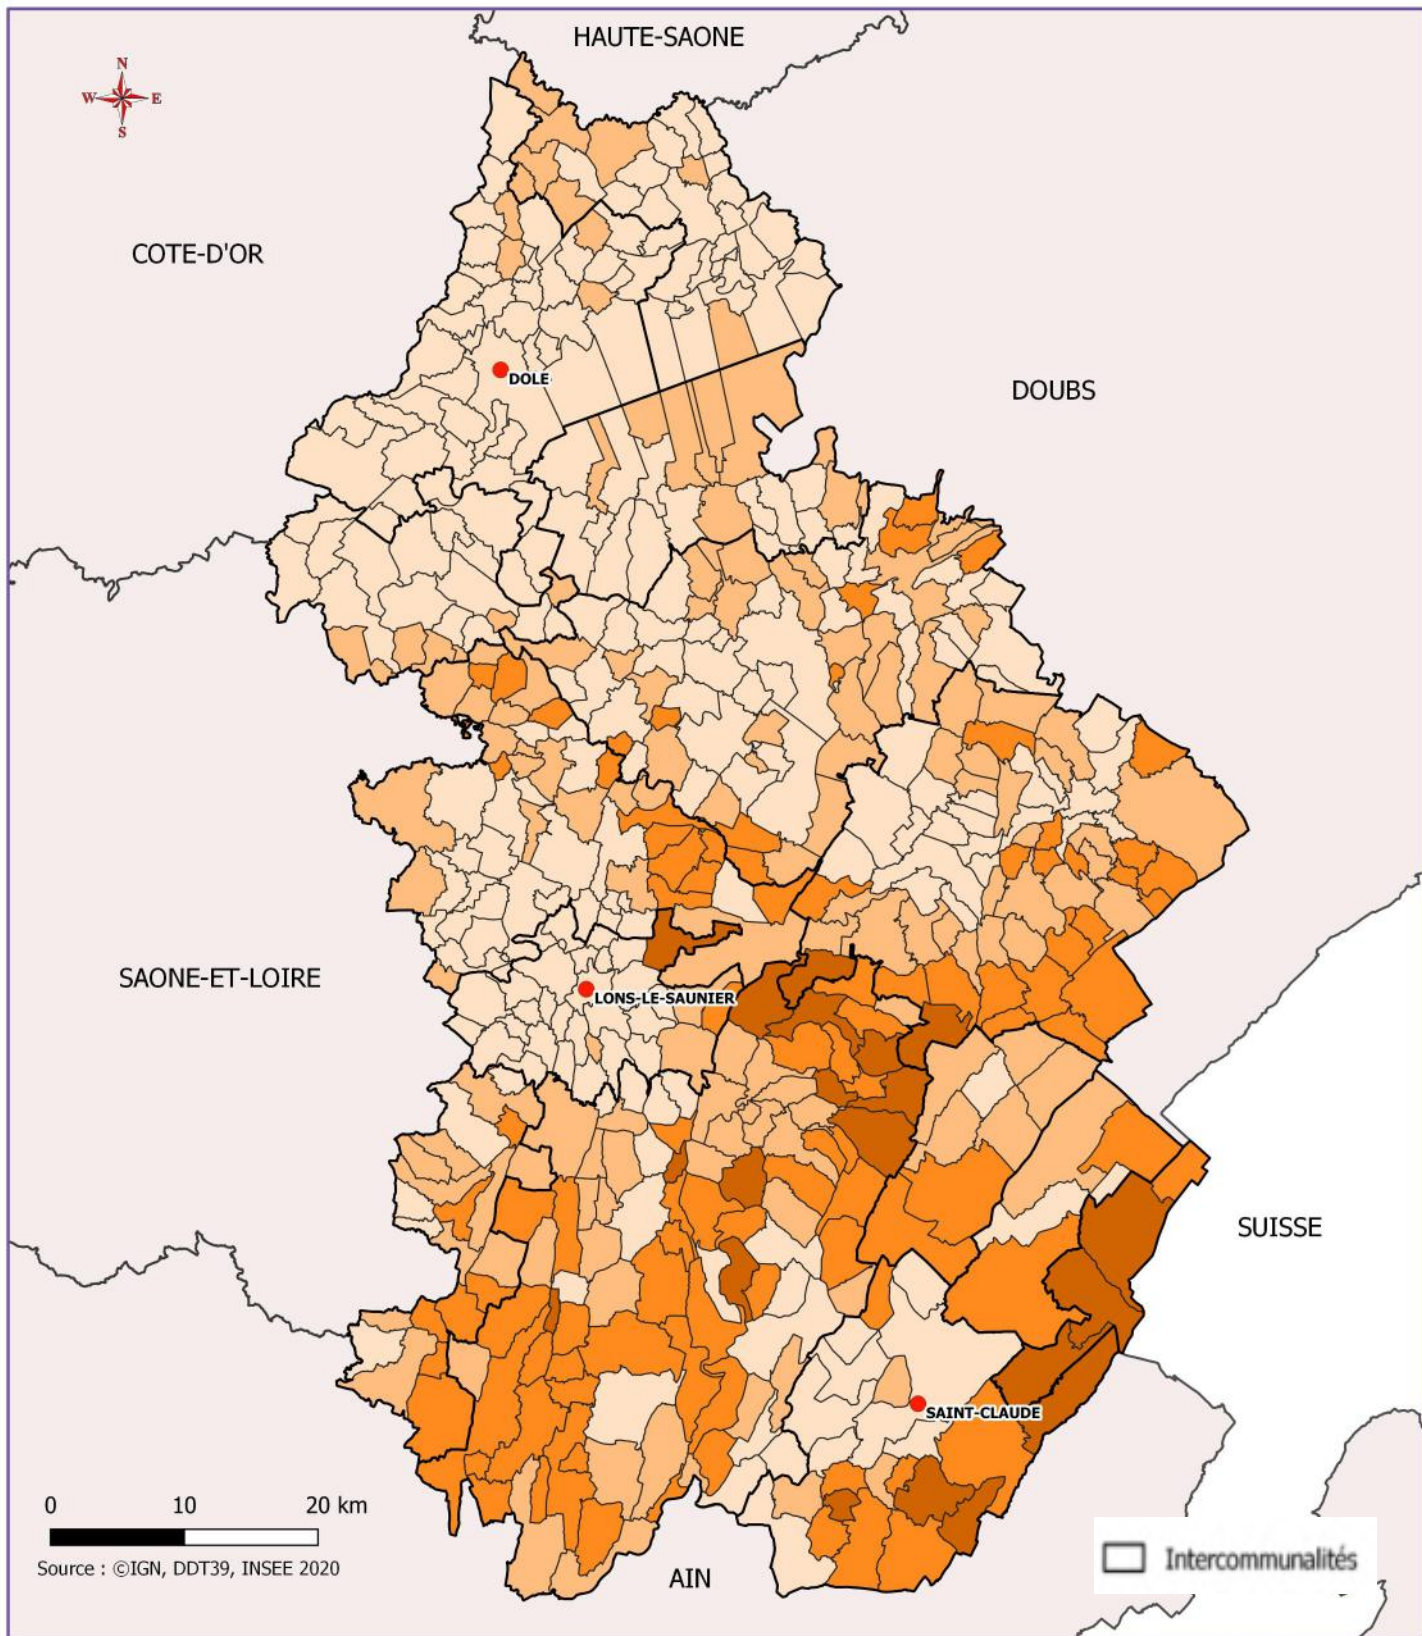 HAUTE-SAONE
N
W E
S
COTE-D'OR
DOLE
DOUBS
SAONE-ET-LOIRE
LONS-LE-SAUNIER
SUISSE
SAINT-CLAUDE
0 10 20 km
Source : ©IGN, DDT39, INSEE 2020
AIN
Intercommunalités